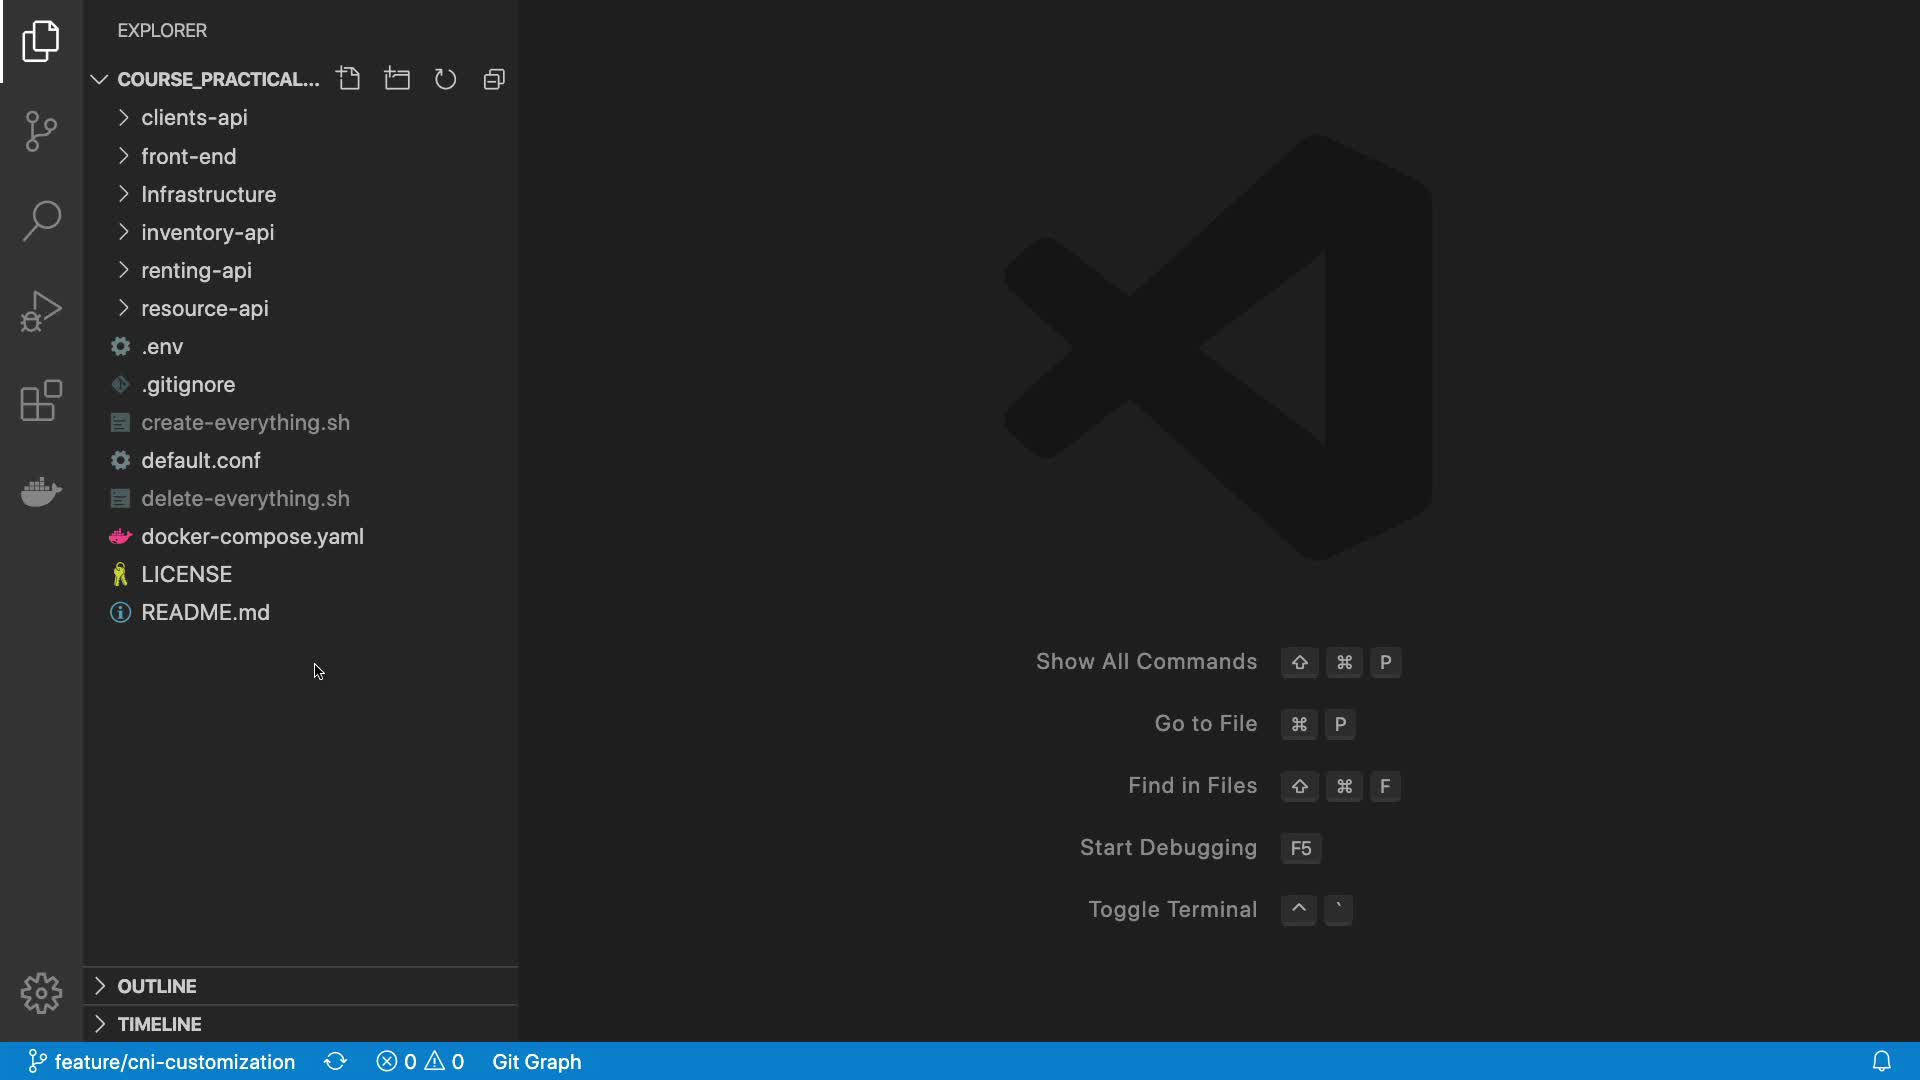 EXPLORER
COURSE_PRACTICAL...
clients-api
front-end
Infrastructure
inventory-api
renting-api
resource-api
.env
.gitignore
create-everything.sh
default.conf
delete-everything.sh
docker-compose.yaml
LICENSE
README.md
Show All Commands ⇧ ⌘ P
Go to File ⌘ P
Find in Files ⇧ ⌘ F
Start Debugging F5
Toggle Terminal ^ `
OUTLINE
TIMELINE
feature/cni-customization 0 0 Git Graph